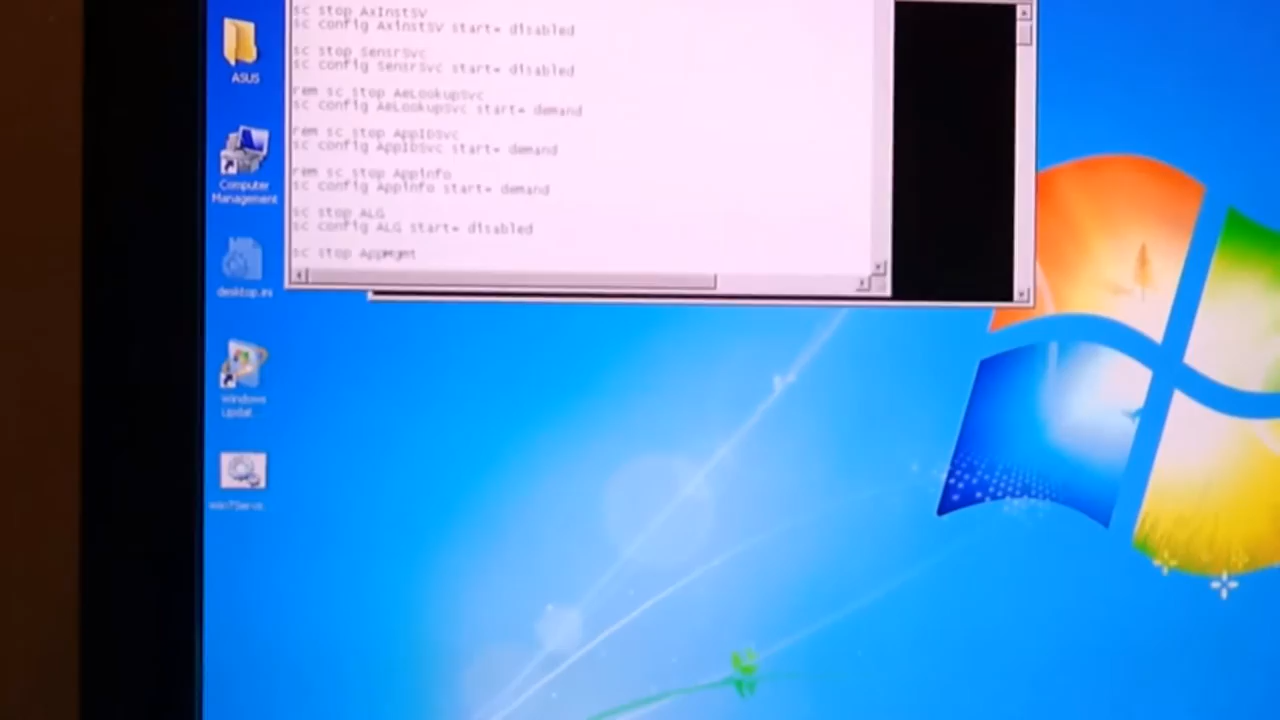 sc stop AxInstSV
sc config AxInstSV start= disabled
sc stop SensrSvc
sc config SensrSvc start= disabled
rem sc stop AeLookupSvc
sc config AeLookupSvc start= demand
rem sc stop AppIDSvc
sc config AppIDSvc start= demand
rem sc stop Appinfo
sc config Appinfo start= demand
sc stop ALG
sc config ALG start= disabled
sc stop AppMgmt
ASUS
Computer
Management
desktop.ini
Windows
Updat...